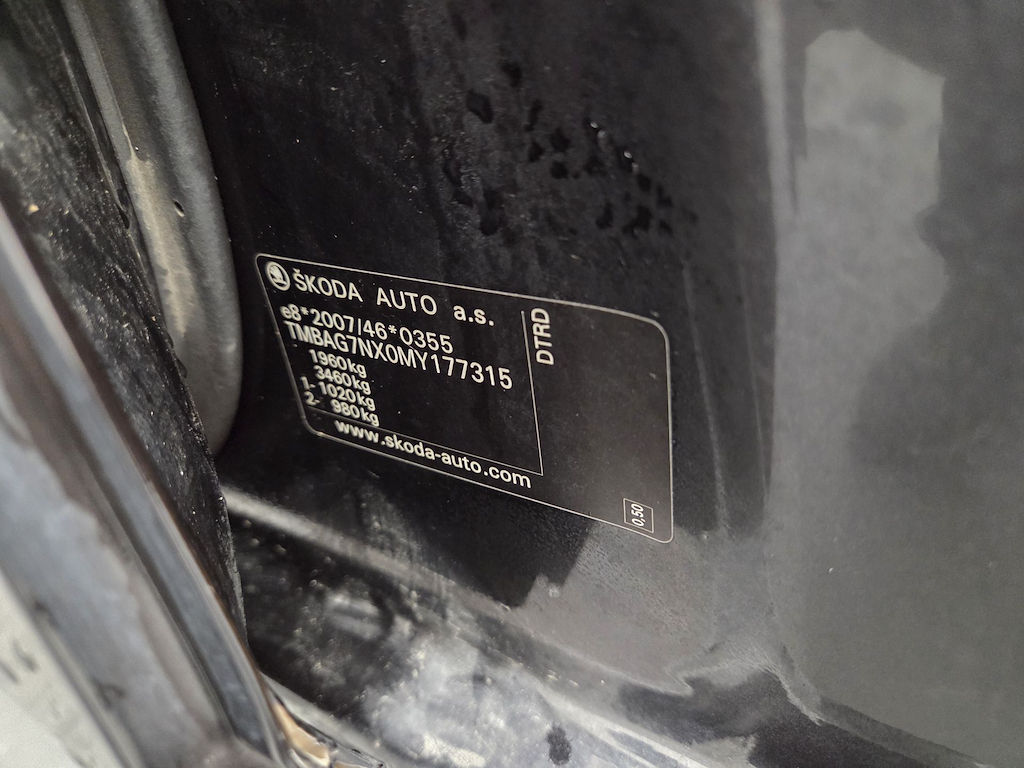 ŠKODA AUTO a.s.
e8*2007/46*0355
TMBAG7NX0MY177315
1960kg
3460kg
1- 1020kg
2- 980kg
www.skoda-auto.com
DTRD
0,50